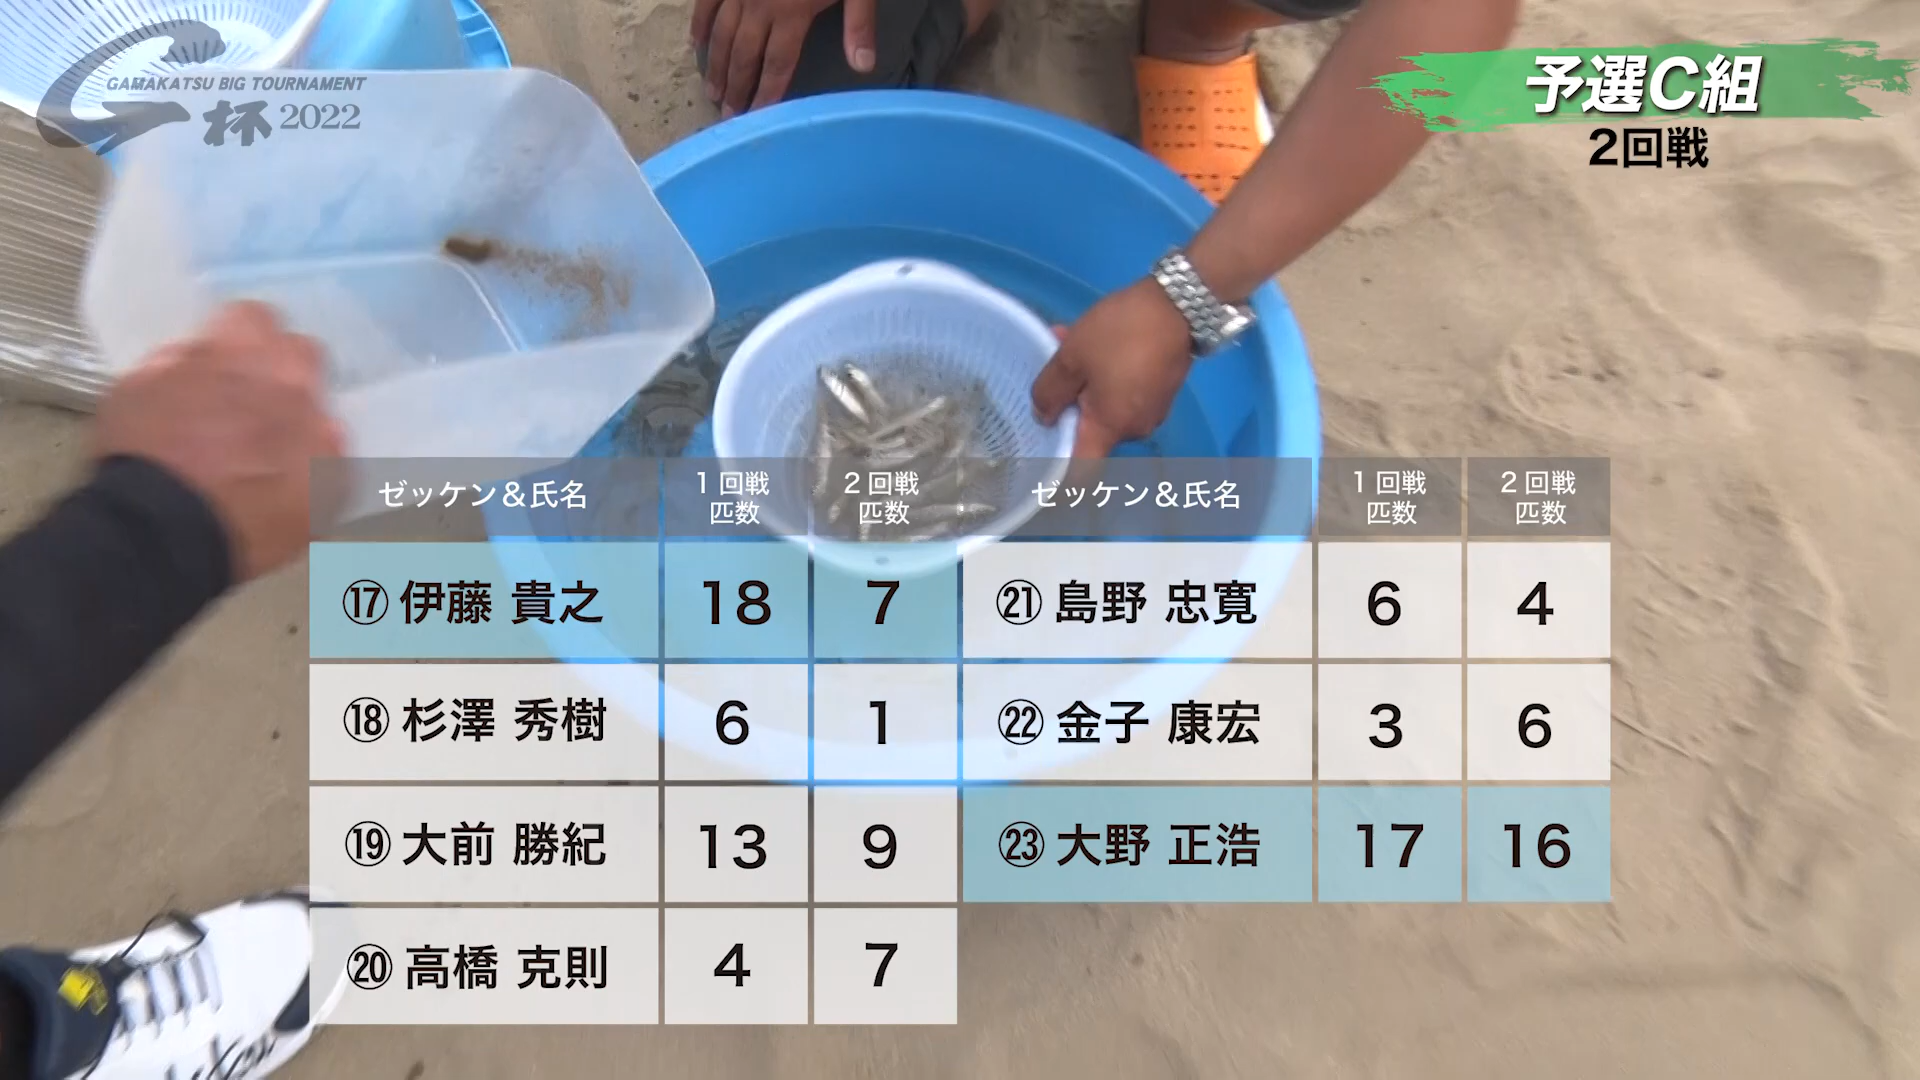 GAMAKATSU BIG TOURNAMENT
G杯 2022
予選C組
2回戦
ゼッケン&氏名 1回戦匹数 2回戦匹数
⑰ 伊藤 貴之 18 7
⑱ 杉澤 秀樹 6 1
⑲ 大前 勝紀 13 9
⑳ 高橋 克則 4 7
ゼッケン&氏名 1回戦匹数 2回戦匹数
㉑ 島野 忠寛 6 4
㉒ 金子 康宏 3 6
㉓ 大野 正浩 17 16